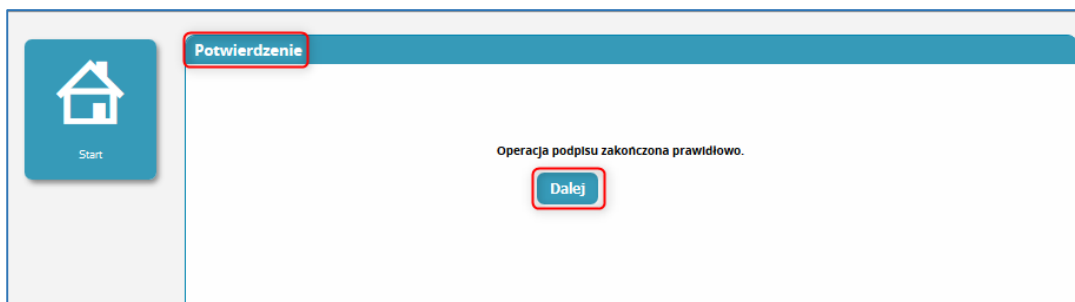 Potwierdzenie
Start
Operacja podpisu zakończona prawidłowo.
Dalej